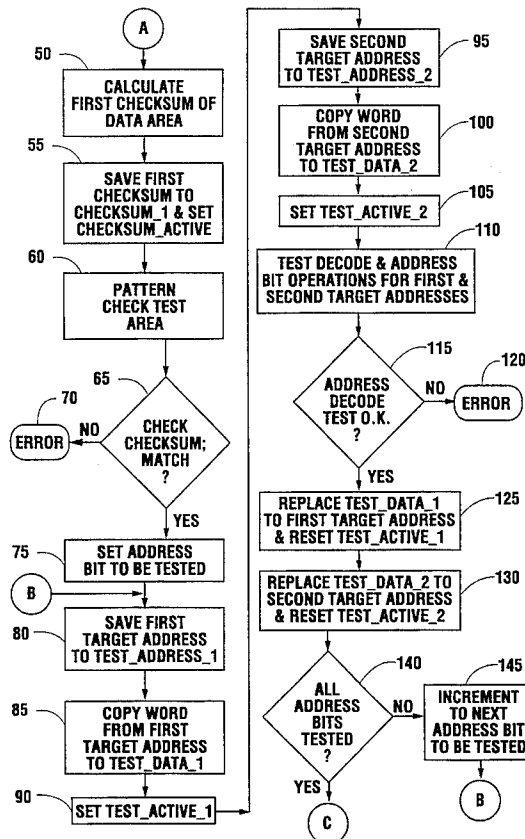 A
50
CALCULATE
FIRST CHECKSUM OF
DATA AREA
55
SAVE FIRST
CHECKSUM TO
CHECKSUM_1 & SET
CHECKSUM_ACTIVE
60
PATTERN
CHECK TEST
AREA
65
CHECK
CHECKSUM;
MATCH
?
NO
70
ERROR
YES
75
SET ADDRESS
BIT TO BE TESTED
B
80
SAVE FIRST
TARGET ADDRESS
TO TEST_ADDRESS_1
85
COPY WORD
FROM FIRST
TARGET ADDRESS
TO TEST_DATA_1
90
SET TEST_ACTIVE_1
95
SAVE SECOND
TARGET ADDRESS
TO TEST_ADDRESS_2
100
COPY WORD
FROM SECOND
TARGET ADDRESS
TO TEST_DATA_2
105
SET TEST_ACTIVE_2
110
TEST DECODE & ADDRESS
BIT OPERATIONS FOR FIRST &
SECOND TARGET ADDRESSES
115
ADDRESS
DECODE
TEST O.K.
?
NO
120
ERROR
YES
125
REPLACE TEST_DATA_1
TO FIRST TARGET ADDRESS
& RESET TEST_ACTIVE_1
130
REPLACE TEST_DATA_2 TO
SECOND TARGET ADDRESS
& RESET TEST_ACTIVE_2
140
ALL
ADDRESS
BITS
TESTED
?
NO
145
INCREMENT
TO NEXT
ADDRESS BIT
TO BE TESTED
B
YES
C